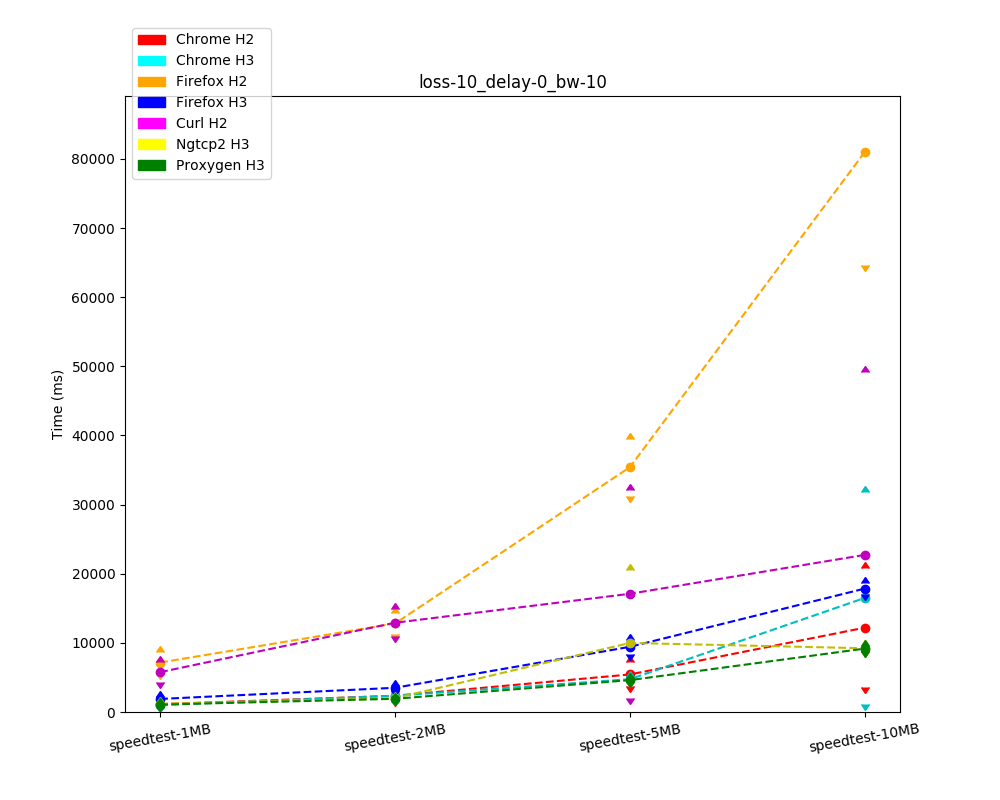 Chrome H2
Chrome H3
Firefox H2
Firefox H3
Curl H2
Ngtcp2 H3
Proxygen H3
loss-10_delay-0_bw-10
80000
70000
60000
50000
40000
30000
20000
10000
0
Time (ms)
speedtest-1MB
speedtest-2MB
speedtest-5MB
speedtest-10MB